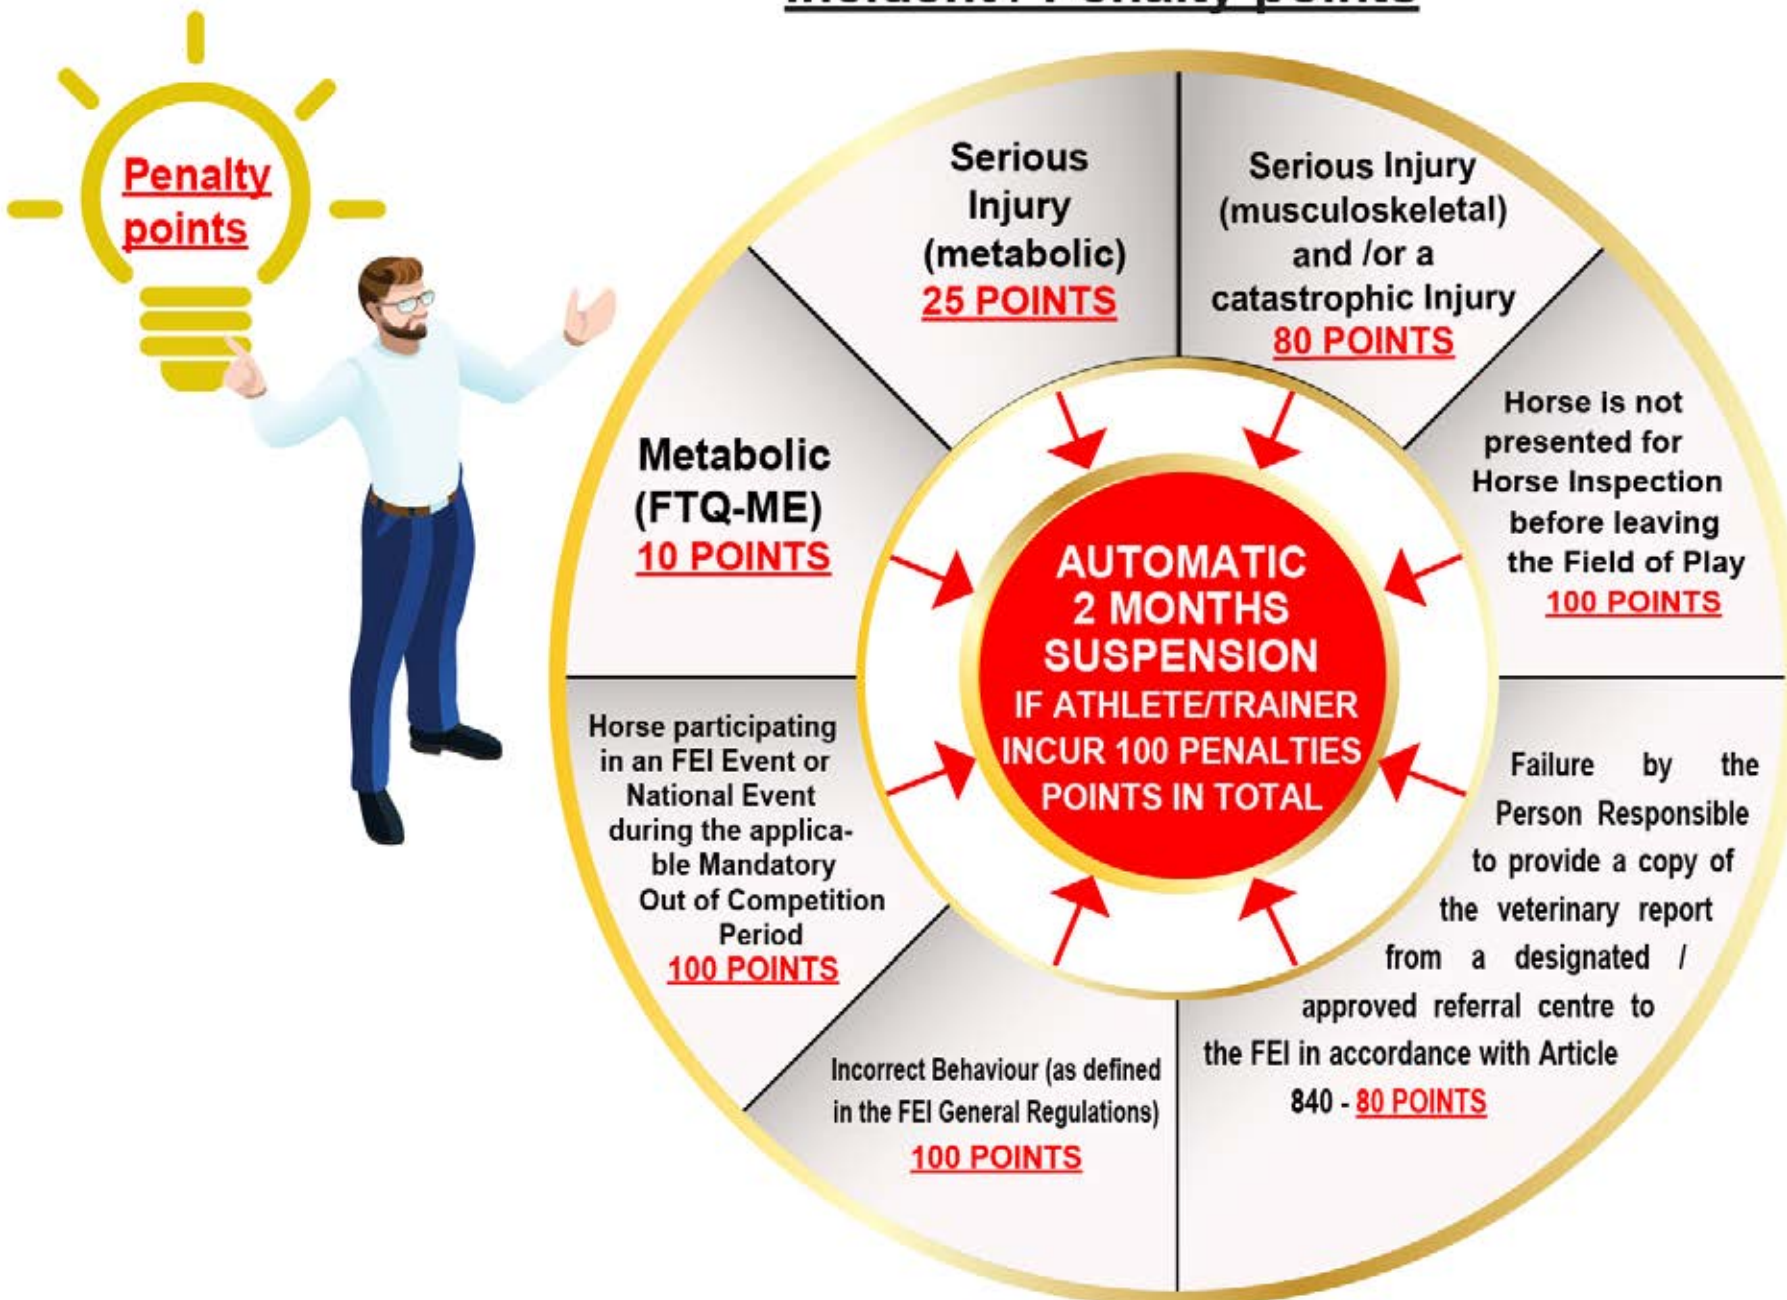 Incident / Penalty points
Penalty
points
Serious
Injury
(metabolic)
25 POINTS
Serious Injury
(musculoskeletal)
and /or a
catastrophic Injury
80 POINTS
Horse is not
presented for
Horse Inspection
before leaving
the Field of Play
100 POINTS
Failure by the
Person Responsible
to provide a copy of
the veterinary report
from a designated /
approved referral centre to
the FEI in accordance with Article
840 - 80 POINTS
Incorrect Behaviour (as defined
in the FEI General Regulations)
100 POINTS
Horse participating
in an FEI Event or
National Event
during the applica-
ble Mandatory
Out of Competition
Period
100 POINTS
Metabolic
(FTQ-ME)
10 POINTS
AUTOMATIC
2 MONTHS
SUSPENSION
IF ATHLETE/TRAINER
INCUR 100 PENALTIES
POINTS IN TOTAL